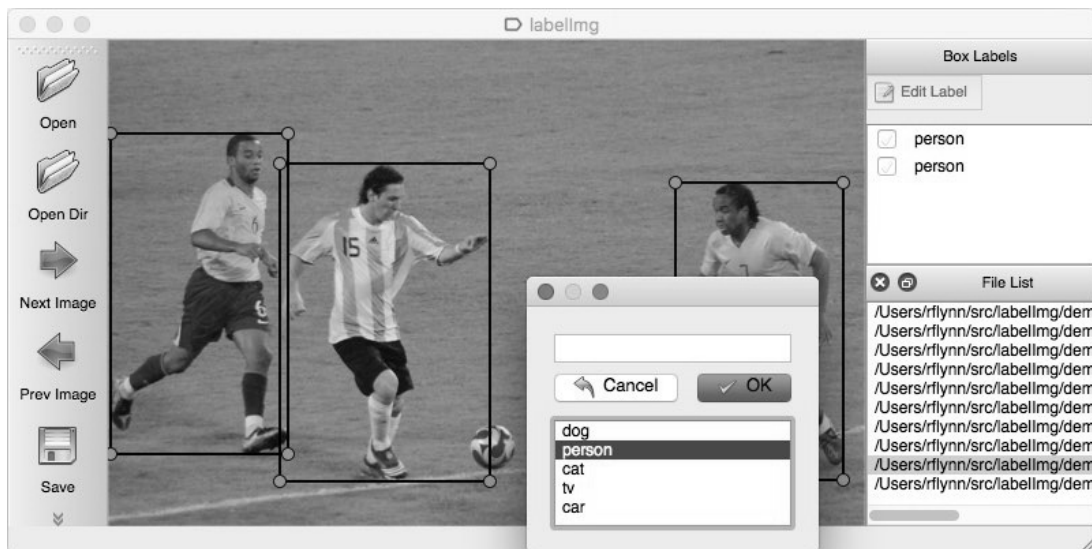 labelImg
Open
Open Dir
Next Image
Prev Image
Save
15
6
6
7
Cancel
OK
dog
person
cat
tv
car
Box Labels
Edit Label
person
person
File List
/Users/rflynn/src/labelImg/dem
/Users/rflynn/src/labelImg/dem
/Users/rflynn/src/labelImg/dem
/Users/rflynn/src/labelImg/dem
/Users/rflynn/src/labelImg/dem
/Users/rflynn/src/labelImg/dem
/Users/rflynn/src/labelImg/dem
/Users/rflynn/src/labelImg/dem
/Users/rflynn/src/labelImg/dem
/Users/rflynn/src/labelImg/dem